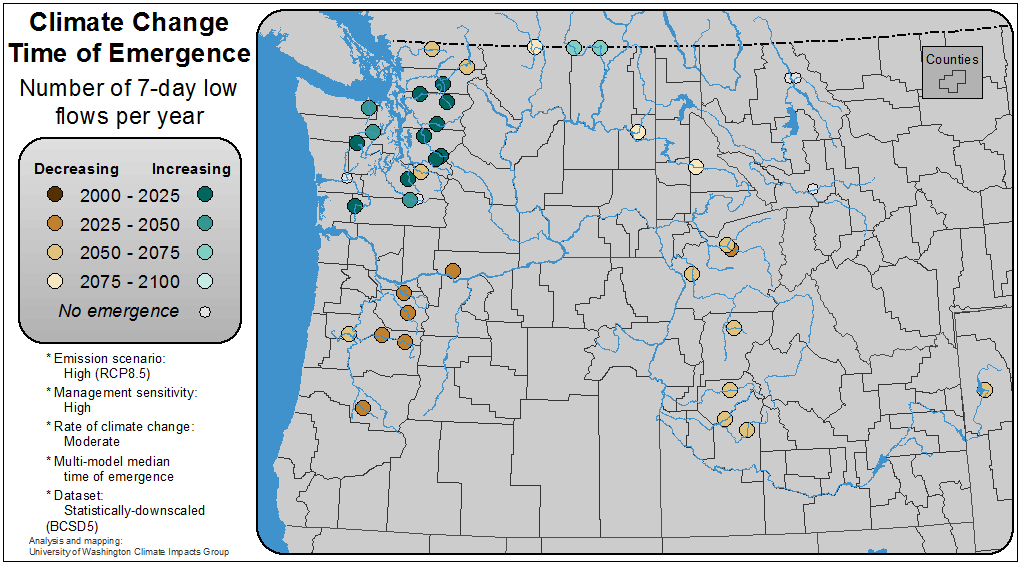 Climate Change
Time of Emergence
Number of 7-day low
flows per year
Decreasing Increasing
2000 - 2025
2025 - 2050
2050 - 2075
2075 - 2100
No emergence
* Emission scenario:
High (RCP8.5)
* Management sensitivity:
High
* Rate of climate change:
Moderate
* Multi-model median
time of emergence
* Dataset:
Statistically-downscaled
(BCSD5)
Analysis and mapping:
University of Washington Climate Impacts Group
Counties